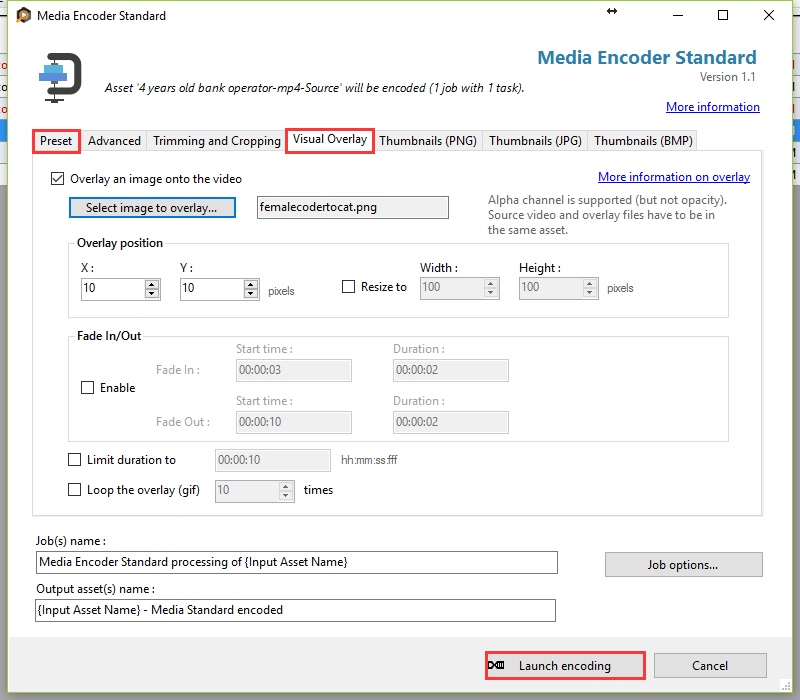 Media Encoder Standard
Media Encoder Standard
Version 1.1
Asset '4 years old bank operator-mp4-Source' will be encoded (1 job with 1 task).
More information
Preset Advanced Trimming and Cropping Visual Overlay Thumbnails (PNG) Thumbnails (JPG) Thumbnails (BMP)
Overlay an image onto the video
More information on overlay
Select image to overlay... femalecodertocat.png
Alpha channel is supported (but not opacity).
Source video and overlay files have to be in
the same asset.
Overlay position
X : Y : Width : Height :
10 10 pixels Resize to 100 100 pixels
Fade In/Out
Start time : Duration :
Fade In : 00:00:03 00:00:02
Enable
Start time : Duration :
Fade Out : 00:00:10 00:00:02
Limit duration to 00:00:10 hh:mm:ss:fff
Loop the overlay (gif) 10 times
Job(s) name :
Media Encoder Standard processing of {Input Asset Name}
Job options...
Output asset(s) name :
{Input Asset Name} - Media Standard encoded
Launch encoding Cancel